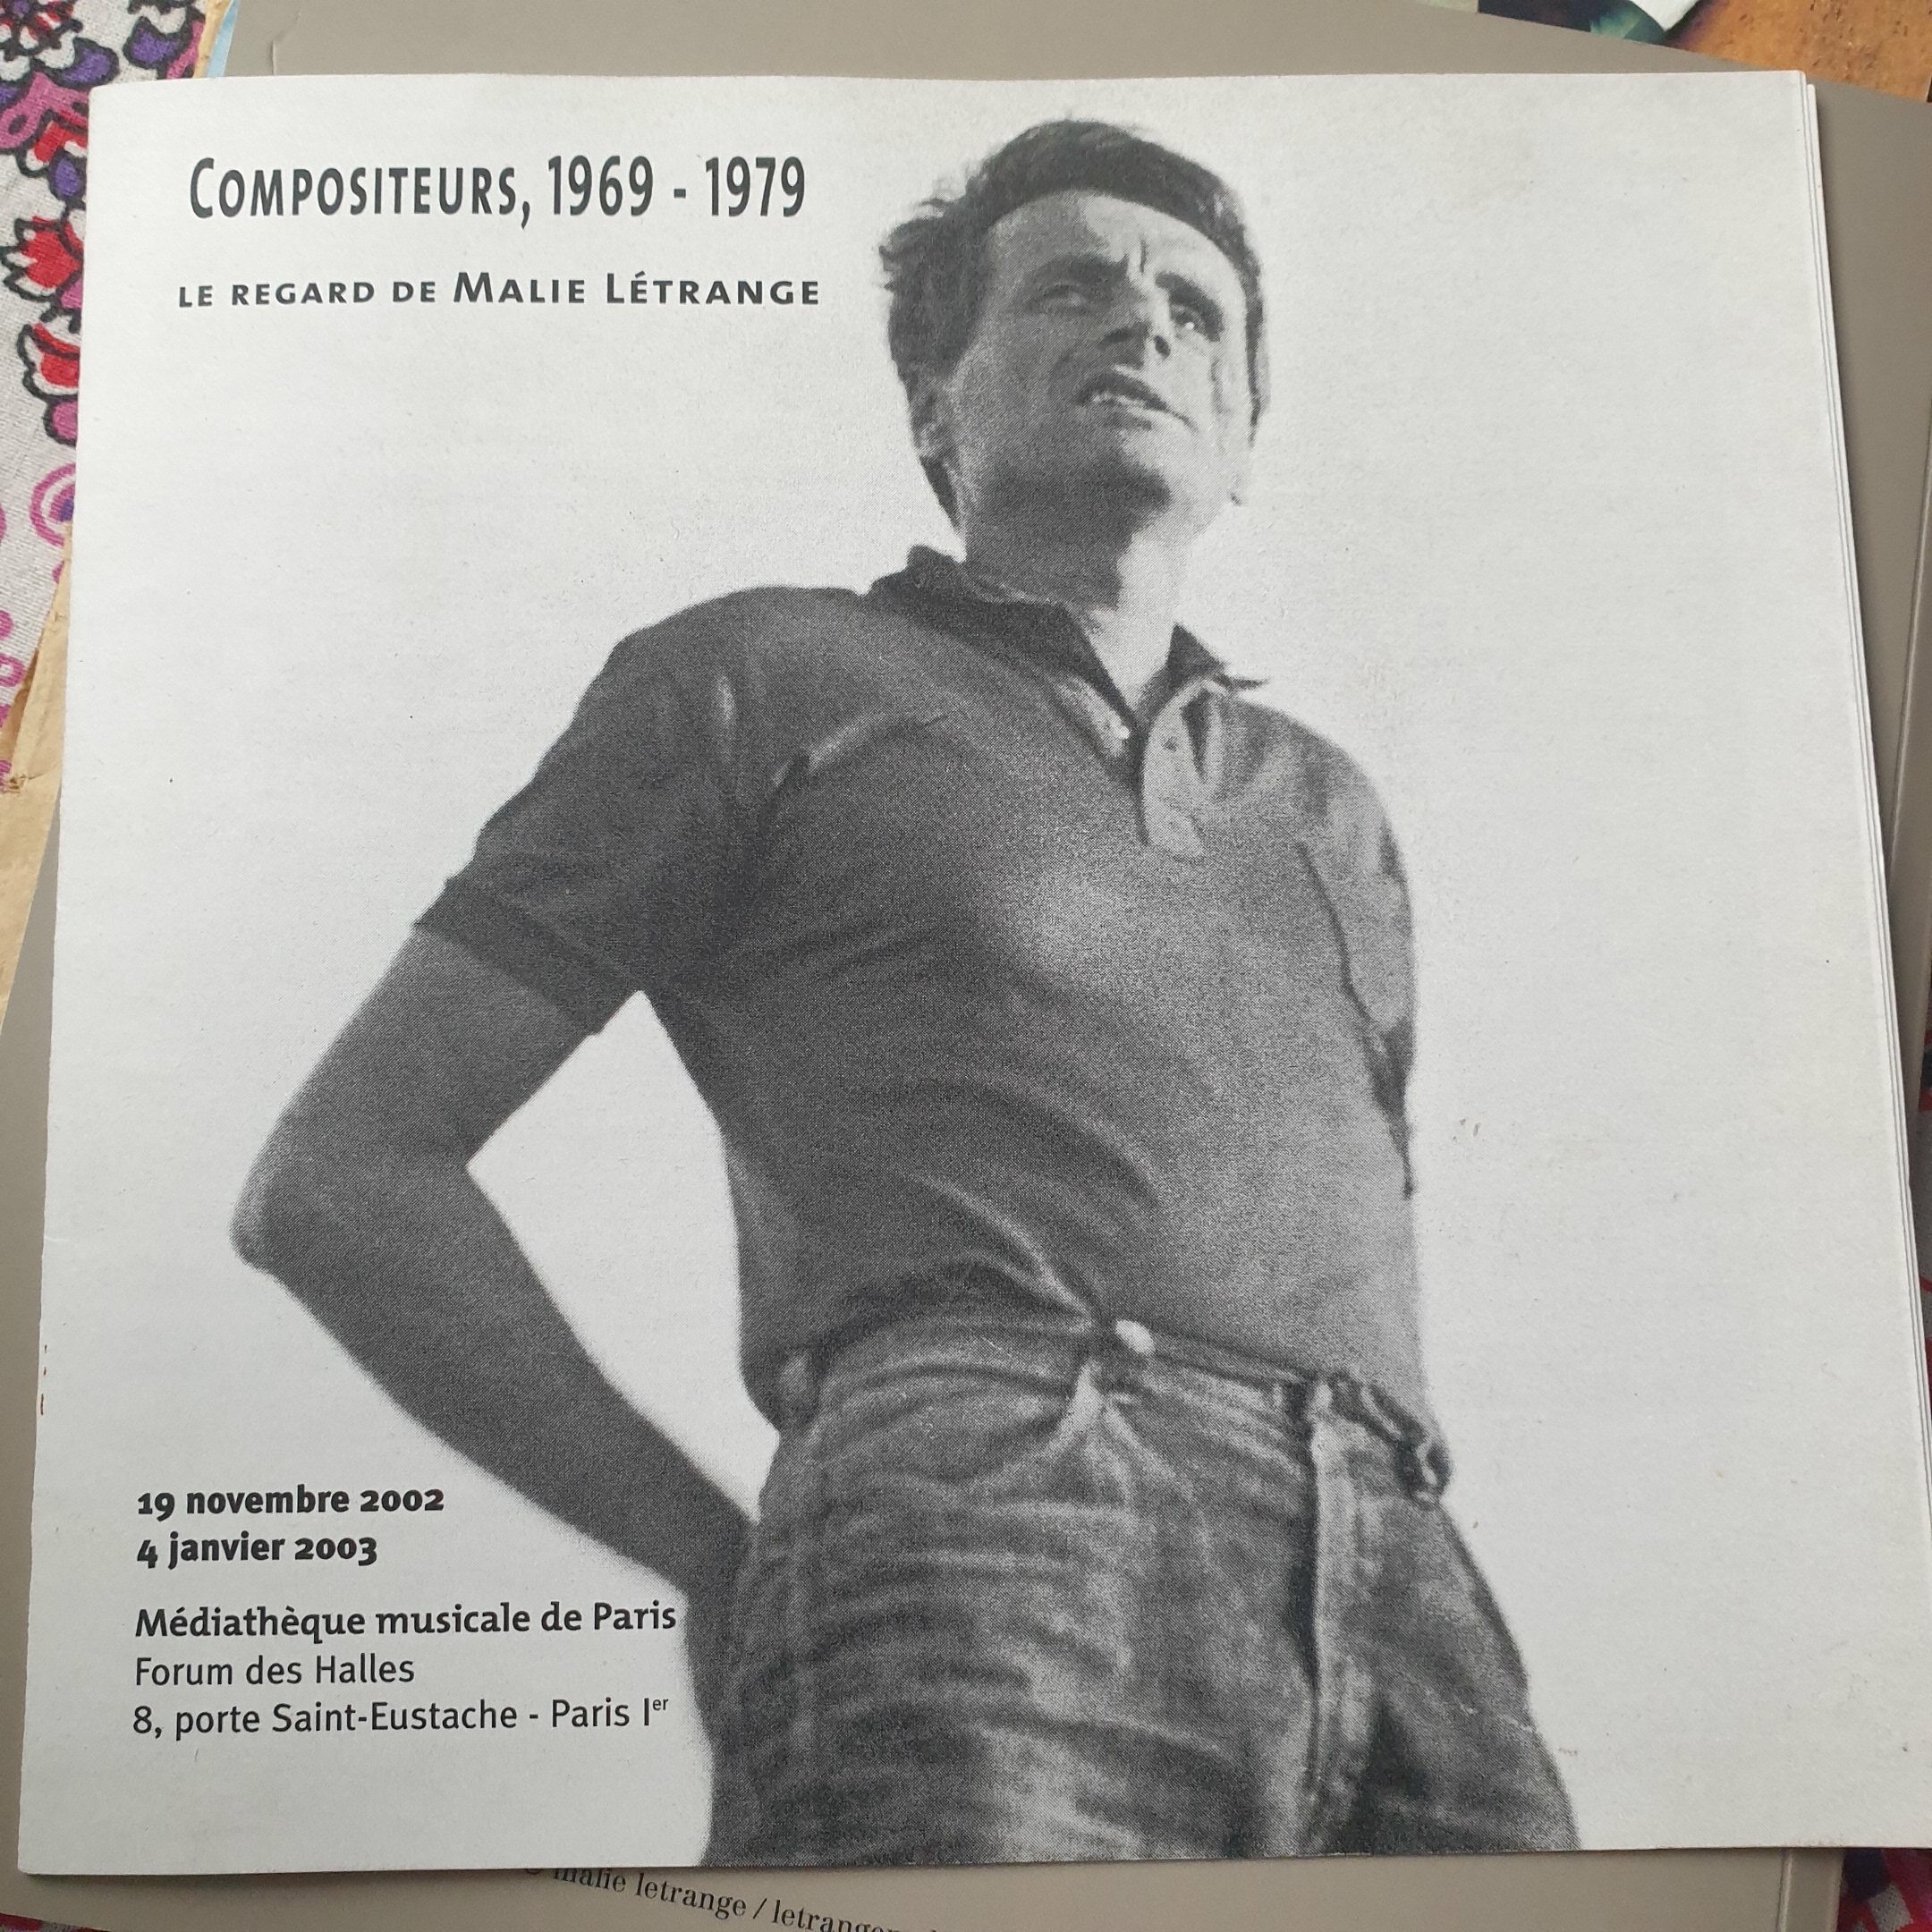 COMPOSITEURS, 1969 - 1979
LE REGARD DE MALIE LÉTRANGE
19 novembre 2002
4 janvier 2003
Médiathèque musicale de Paris
Forum des Halles
8, porte Saint-Eustache - Paris Ier
malie letrange /